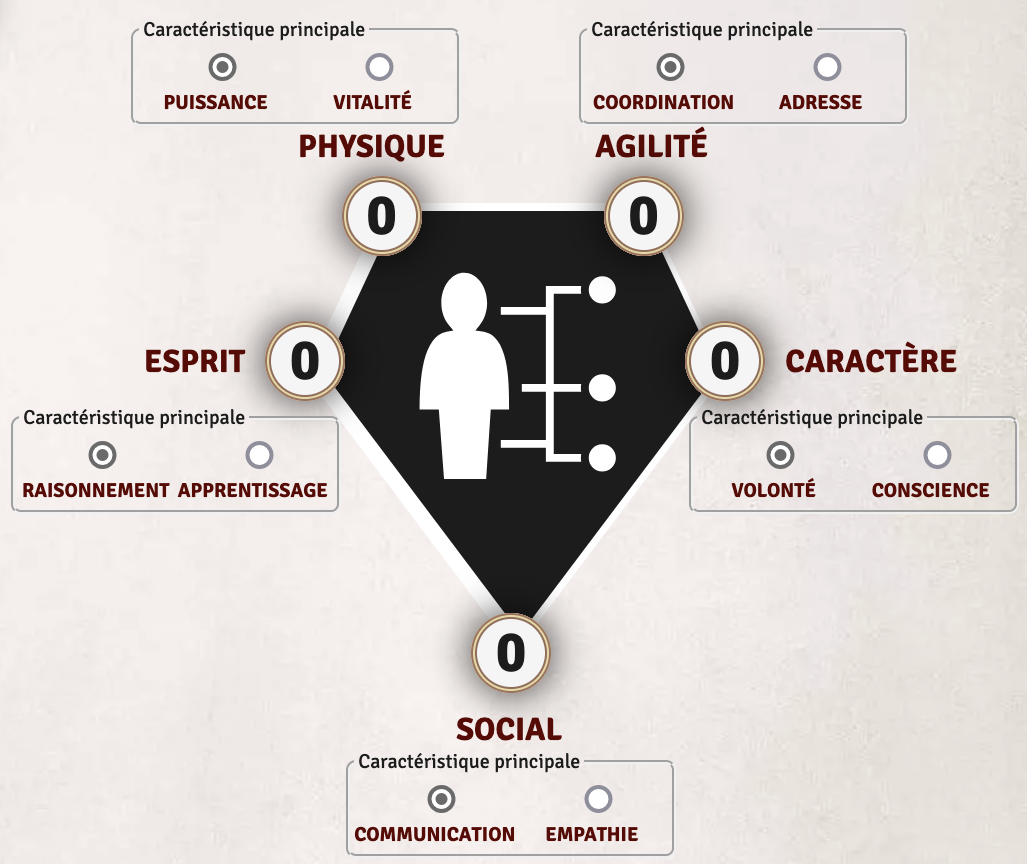 Caractéristique principale
PUISSANCE VITALITÉ
Caractéristique principale
COORDINATION ADRESSE
PHYSIQUE
AGILITÉ
0
0
ESPRIT
0
0
CARACTÈRE
Caractéristique principale
RAISONNEMENT APPRENTISSAGE
Caractéristique principale
VOLONTÉ CONSCIENCE
0
SOCIAL
Caractéristique principale
COMMUNICATION EMPATHIE